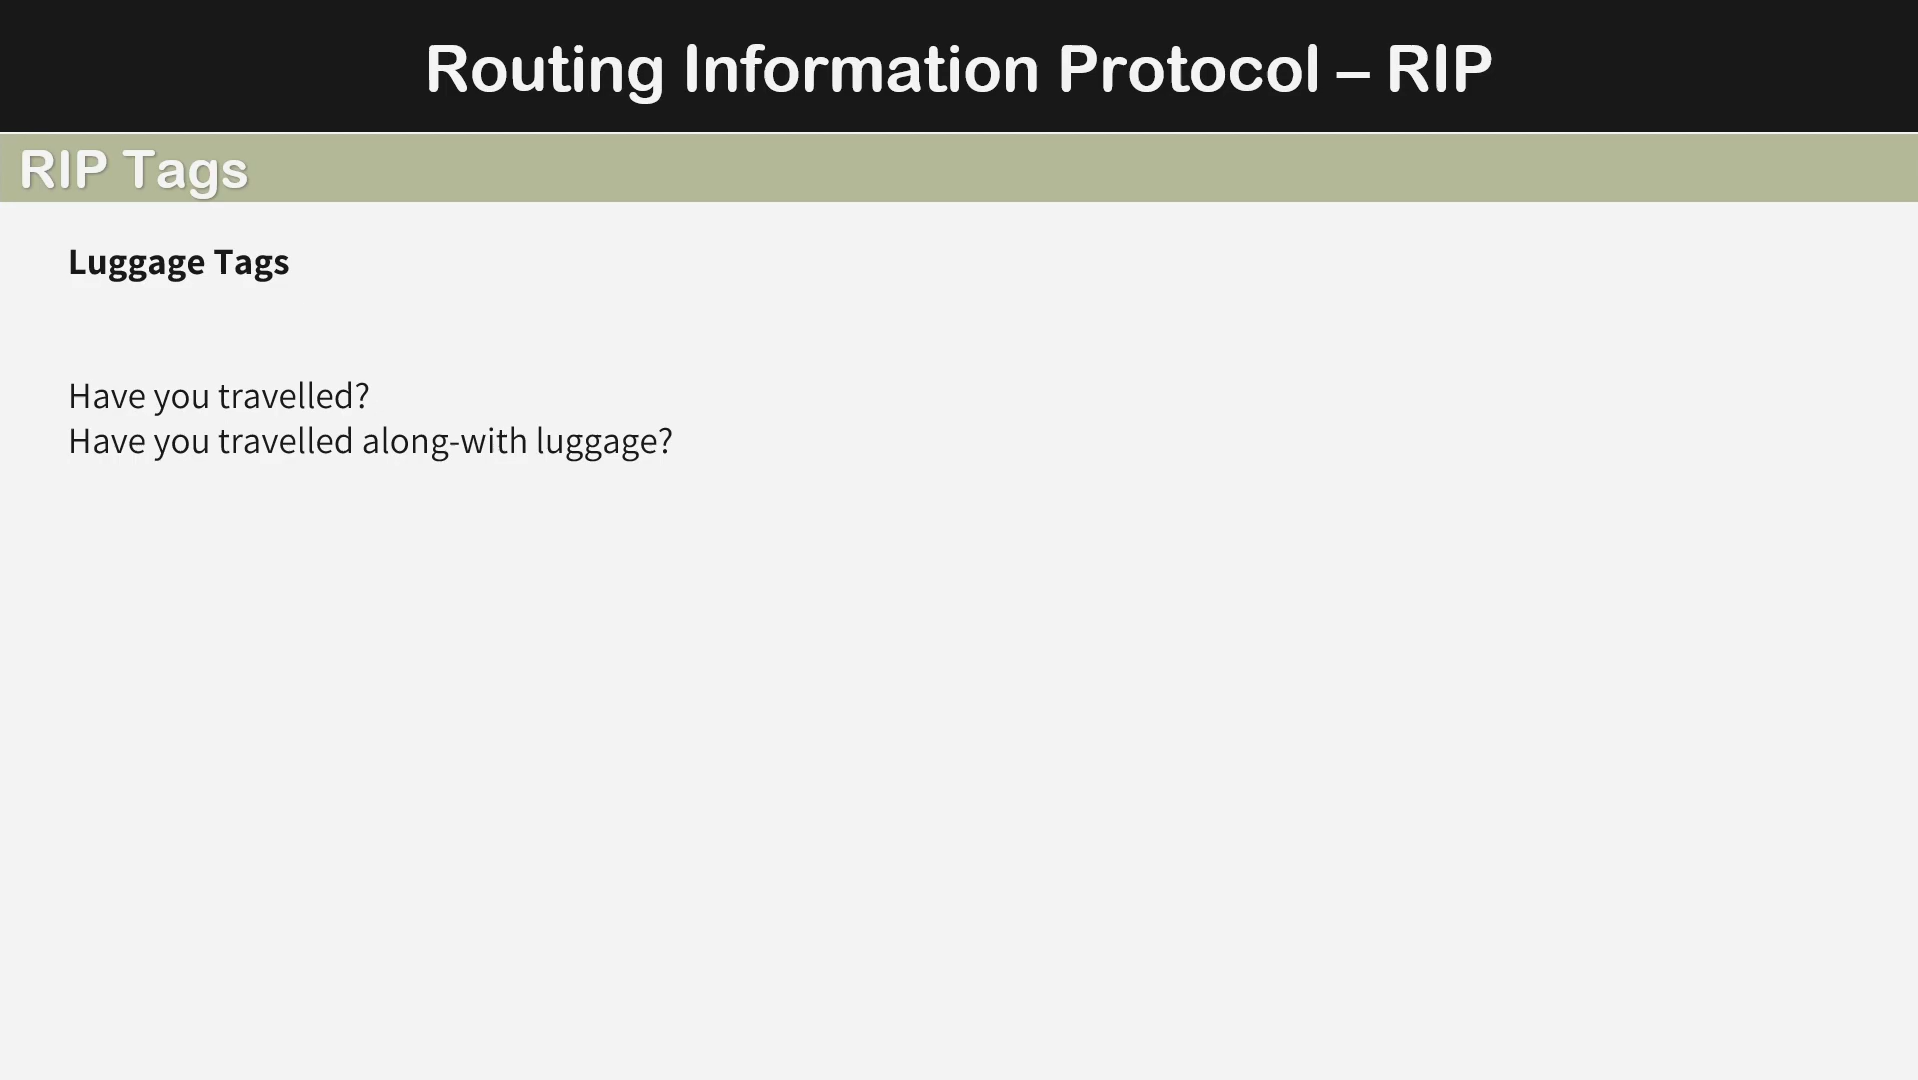 Routing Information Protocol – RIP
RIP Tags
Luggage Tags
Have you travelled?
Have you travelled along-with luggage?